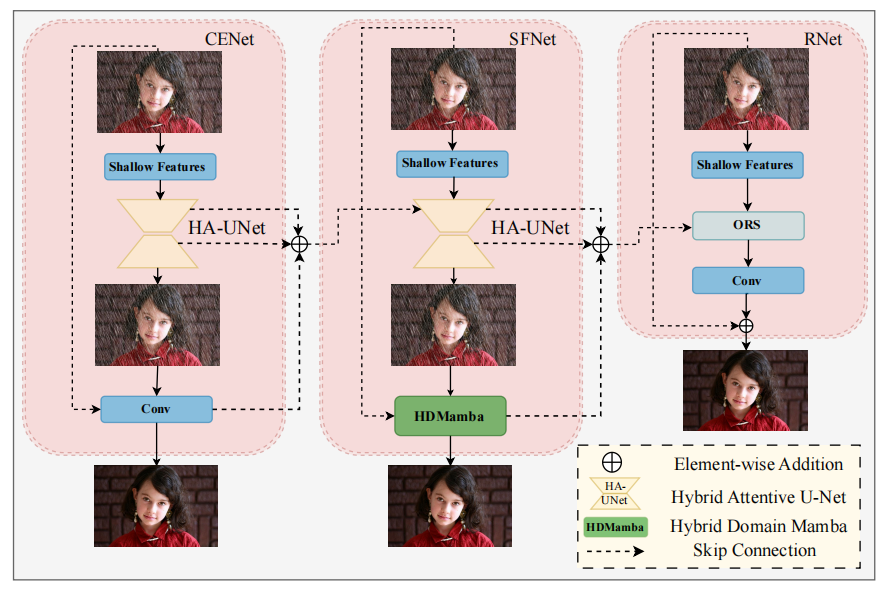 CENet
Shallow Features
HA-UNet
Conv
SFNet
Shallow Features
HA-UNet
HDMamba
RNet
Shallow Features
ORS
Conv
Element-wise Addition
HA-
UNet
Hybrid Attentive U-Net
HDMamba
Hybrid Domain Mamba
Skip Connection